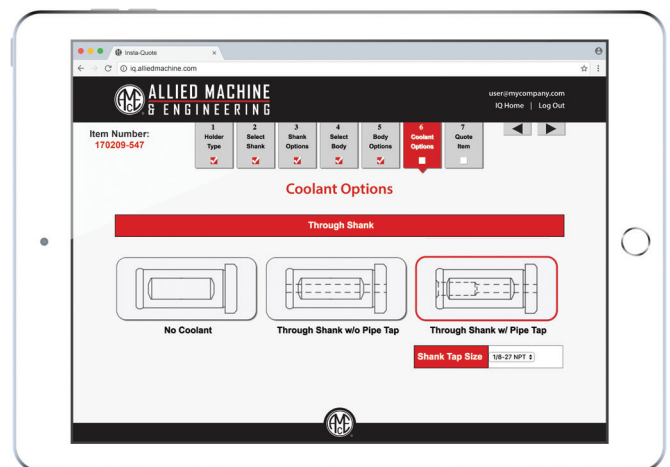 Insta-Quote
iq.alliedmachine.com
ALLIED MACHINE
& ENGINEERING
AMEC
user@mycompany.com
IQ Home | Log Out
Item Number:
170209-547
1
Holder
Type
2
Select
Shank
3
Shank
Options
4
Select
Body
5
Body
Options
6
Coolant
Options
7
Quote
Item
Coolant Options
Through Shank
No Coolant
Through Shank w/o Pipe Tap
Through Shank w/ Pipe Tap
Shank Tap Size
1/8-27 NPT
AMEC